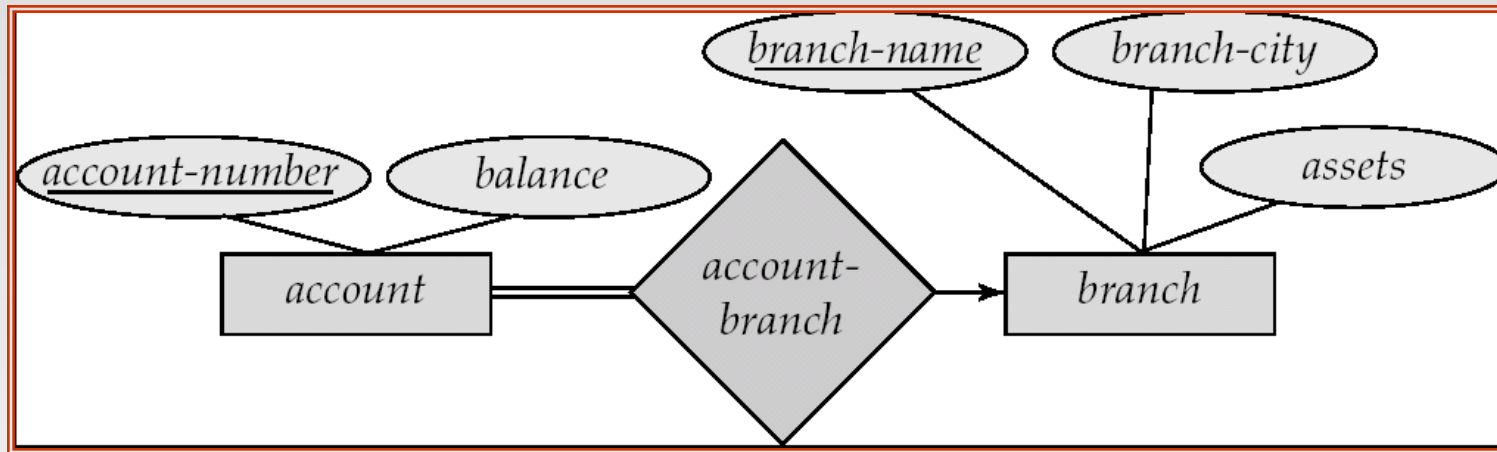 branch-name
branch-city
account-number
balance
assets
account
account-
branch
branch